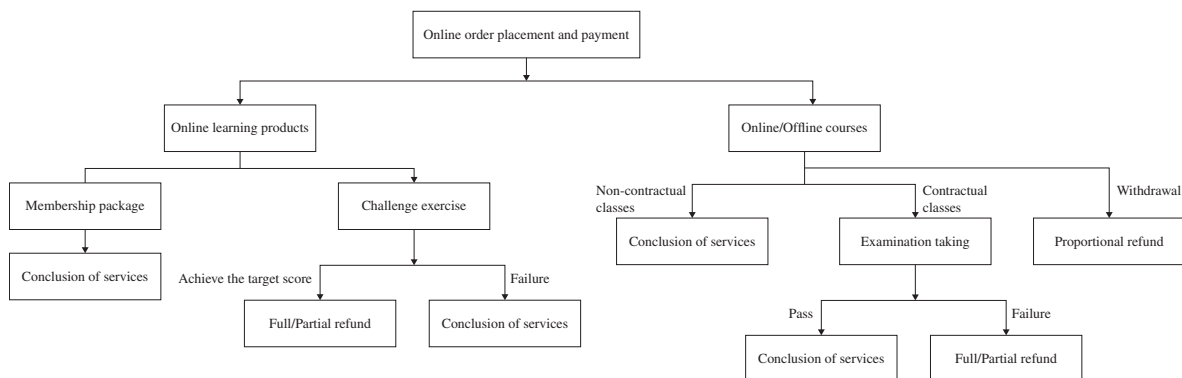 Online order placement and payment
Online learning products
Online/Offline courses
Membership package
Challenge exercise
Non-contractual
classes
Contractual
classes
Withdrawal
Conclusion of services
Examination taking
Proportional refund
Conclusion of services
Achieve the target score
Failure
Full/Partial refund
Conclusion of services
Pass
Failure
Conclusion of services
Full/Partial refund